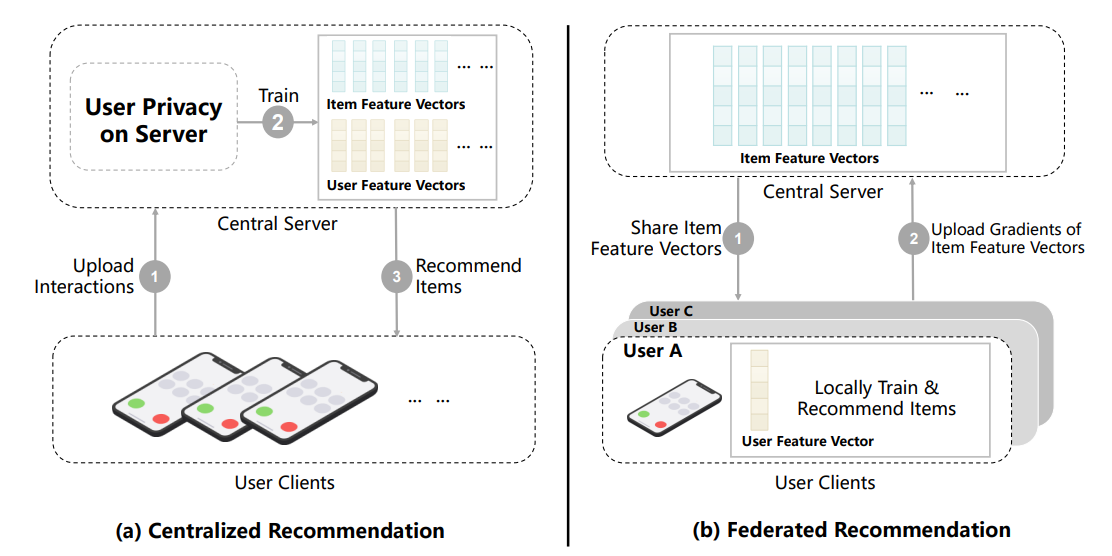 User Privacy
on Server
Train
2
... ...
Item Feature Vectors
... ...
User Feature Vectors
Central Server
Upload
Interactions
1
3
Recommend
Items
... ...
User Clients
(a) Centralized Recommendation
... ...
Item Feature Vectors
Central Server
Share Item
Feature Vectors
1
2
Upload Gradients of
Item Feature Vectors
User C
User B
User A
Locally Train &
Recommend Items
User Feature Vector
User Clients
(b) Federated Recommendation